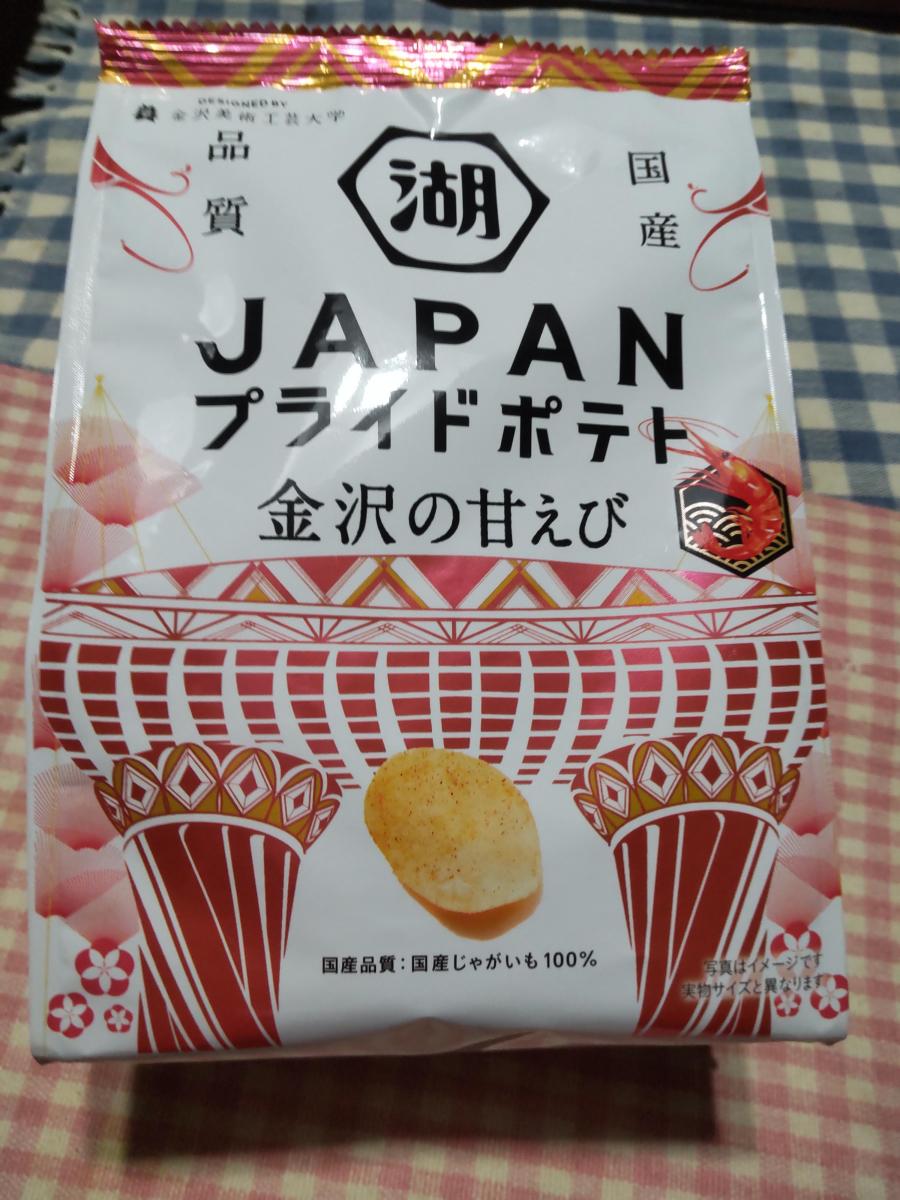 DESIGNED BY
金沢美術工芸大学
国産
品質
湖
JAPAN
プライドポテト
金沢の甘えび
国産品質：国産じゃがいも100%
写真はイメージです
実物サイズと異なります